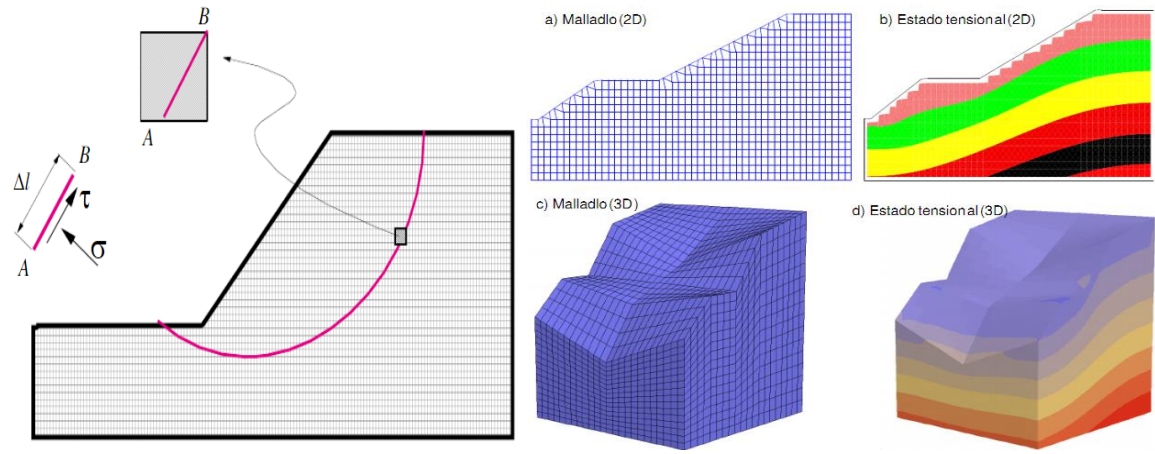 B
A
Δl
B
τ
σ
A
a) Malladlo (2D)
b) Estado tensional (2D)
c) Malladlo (3D)
d) Estado tensional (3D)